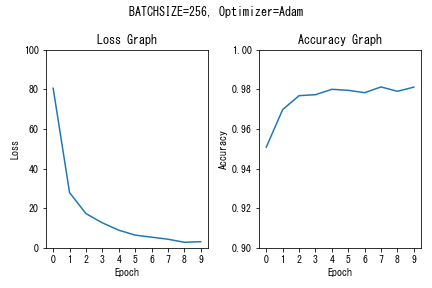 BATCHSIZE=256, Optimizer=Adam
Loss Graph
100
80
60
40
20
0
Loss
0 1 2 3 4 5 6 7 8 9
Epoch
Accuracy Graph
1.00
0.98
0.96
0.94
0.92
0.90
Accuracy
0 1 2 3 4 5 6 7 8 9
Epoch